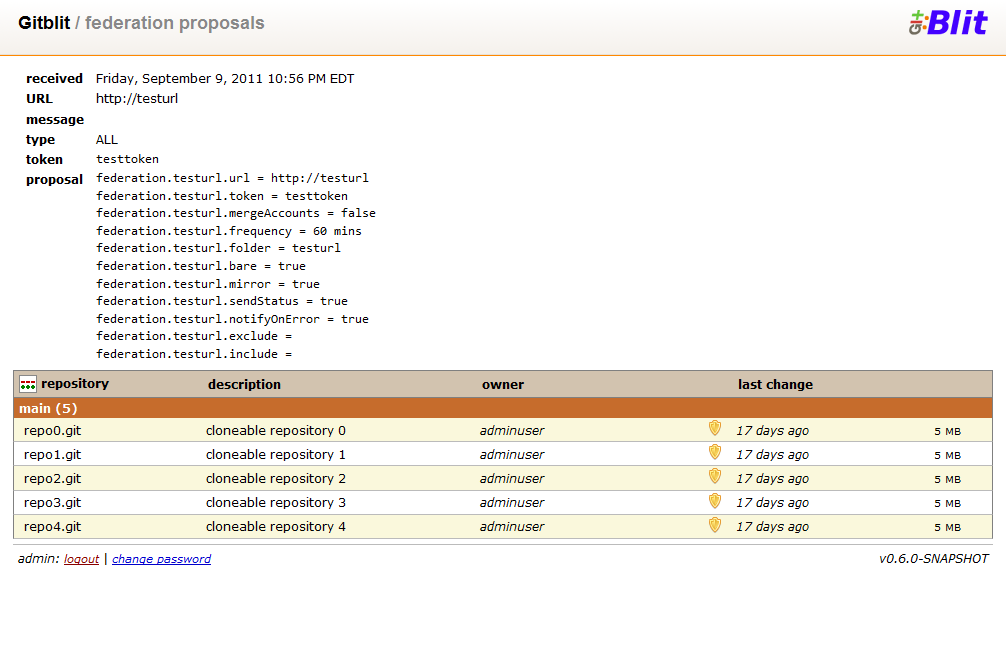 Gitblit / federation proposals
git:Blit
received Friday, September 9, 2011 10:56 PM EDT
URL http://testurl
message
type ALL
token testtoken
proposal federation.testurl.url = http://testurl
federation.testurl.token = testtoken
federation.testurl.mergeAccounts = false
federation.testurl.frequency = 60 mins
federation.testurl.folder = testurl
federation.testurl.bare = true
federation.testurl.mirror = true
federation.testurl.sendStatus = true
federation.testurl.notifyOnError = true
federation.testurl.exclude =
federation.testurl.include =
repository description owner last change
main (5)
repo0.git cloneable repository 0 adminuser 17 days ago 5 MB
repo1.git cloneable repository 1 adminuser 17 days ago 5 MB
repo2.git cloneable repository 2 adminuser 17 days ago 5 MB
repo3.git cloneable repository 3 adminuser 17 days ago 5 MB
repo4.git cloneable repository 4 adminuser 17 days ago 5 MB
admin: logout | change password v0.6.0-SNAPSHOT